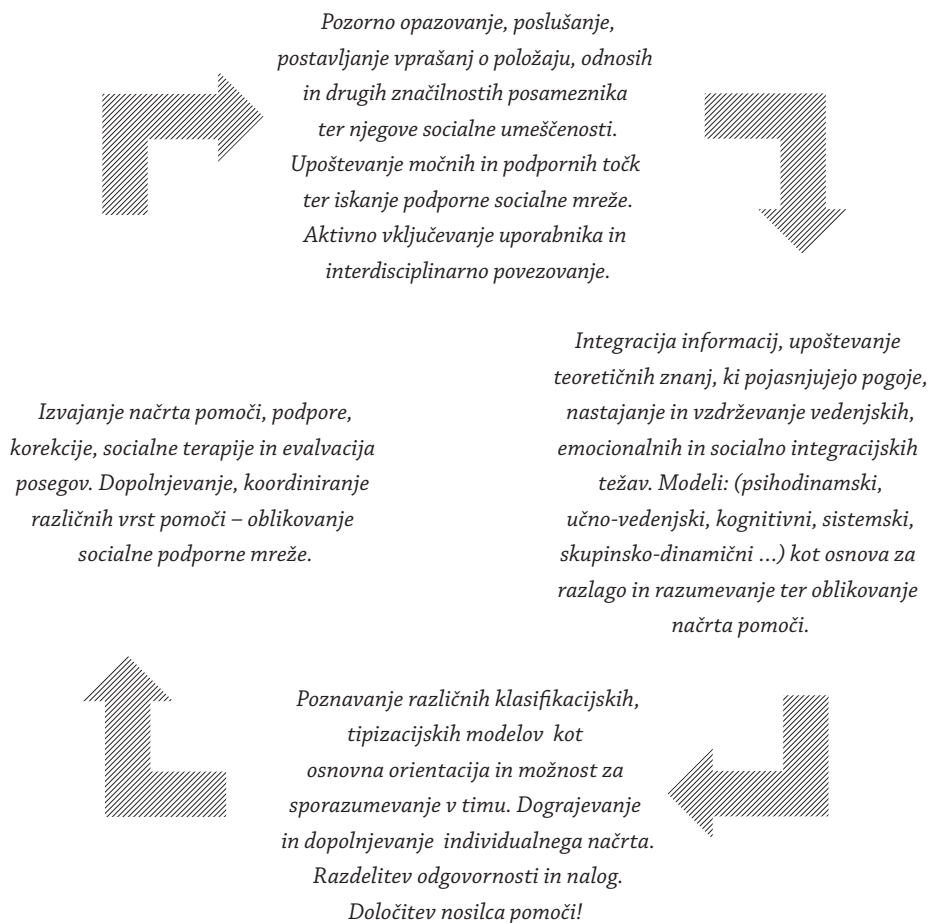 Pozorno opazovanje, poslušanje,
postavljanje vprašanj o položaju, odnosih
in drugih značilnostih posameznika
ter njegove socialne umeščenosti.
Upoštevanje močnih in podpornih točk
ter iskanje podporne socialne mreže.
Aktivno vključevanje uporabnika in
interdisciplinarno povezovanje.
Integracija informacij, upoštevanje
teoretičnih znanj, ki pojasnjujejo pogoje,
nastajanje in vzdrževanje vedenjskih,
emocionalnih in socialno integracijskih
težav. Modeli: (psihodinamski,
učno-vedenjski, kognitivni, sistemski,
skupinsko-dinamični ...) kot osnova za
razlago in razumevanje ter oblikovanje
načrta pomoči.
Poznavanje različnih klasifikacijskih,
tipizacijskih modelov kot
osnovna orientacija in možnost za
sporazumevanje v timu. Dograjevanje
in dopolnjevanje individualnega načrta.
Razdelitev odgovornosti in nalog.
Določitev nosilca pomoči!
Izvajanje načrta pomoči, podpore,
korekcije, socialne terapije in evalvacija
posegov. Dopolnjevanje, koordiniranje
različnih vrst pomoči – oblikovanje
socialne podporne mreže.